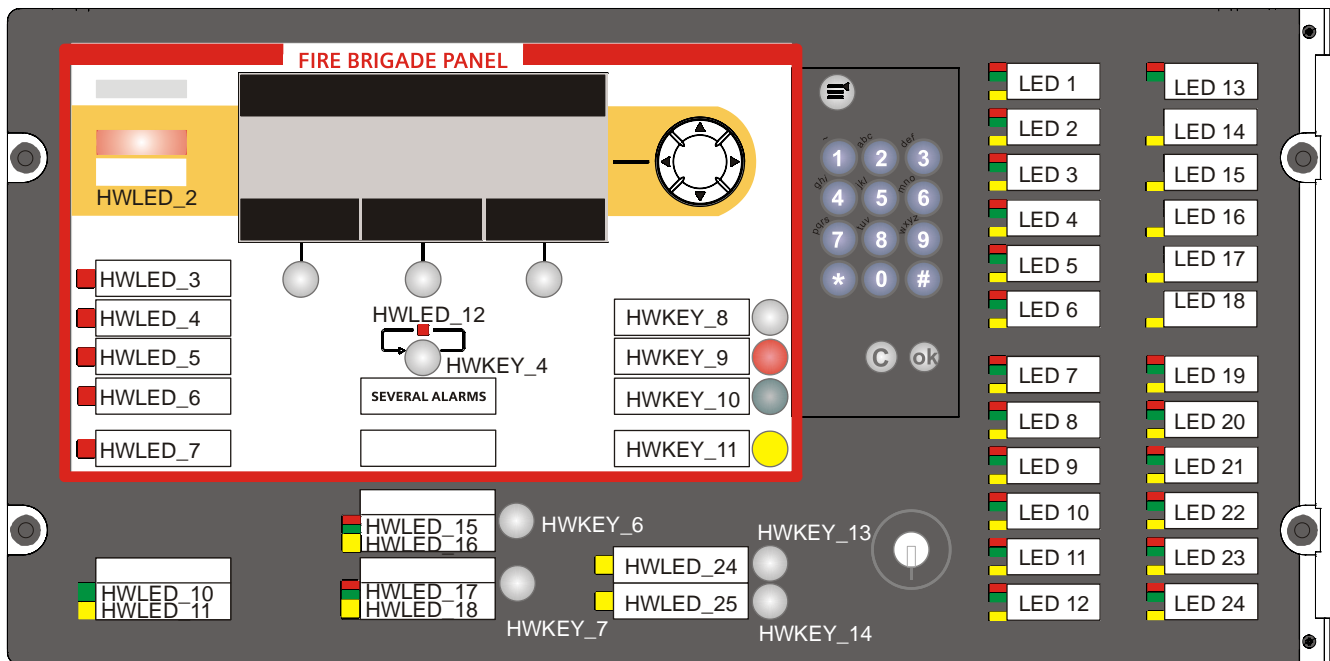 FIRE BRIGADE PANEL
HWLED_2
HWLED_3
HWLED_4
HWLED_5
HWLED_6
HWLED_7
HWLED_12
HWKEY_4
SEVERAL ALARMS
HWKEY_8
HWKEY_9
HWKEY_10
HWKEY_11
HWLED_10
HWLED_11
HWLED_15
HWLED_16
HWKEY_6
HWLED_17
HWLED_18
HWKEY_7
HWLED_24
HWKEY_13
HWLED_25
HWKEY_14
_ abc def
1 2 3
ghi jkl mno
4 5 6
pqrs tuv wxyz
7 8 9
* 0 #
C ok
LED 1
LED 2
LED 3
LED 4
LED 5
LED 6
LED 7
LED 8
LED 9
LED 10
LED 11
LED 12
LED 13
LED 14
LED 15
LED 16
LED 17
LED 18
LED 19
LED 20
LED 21
LED 22
LED 23
LED 24